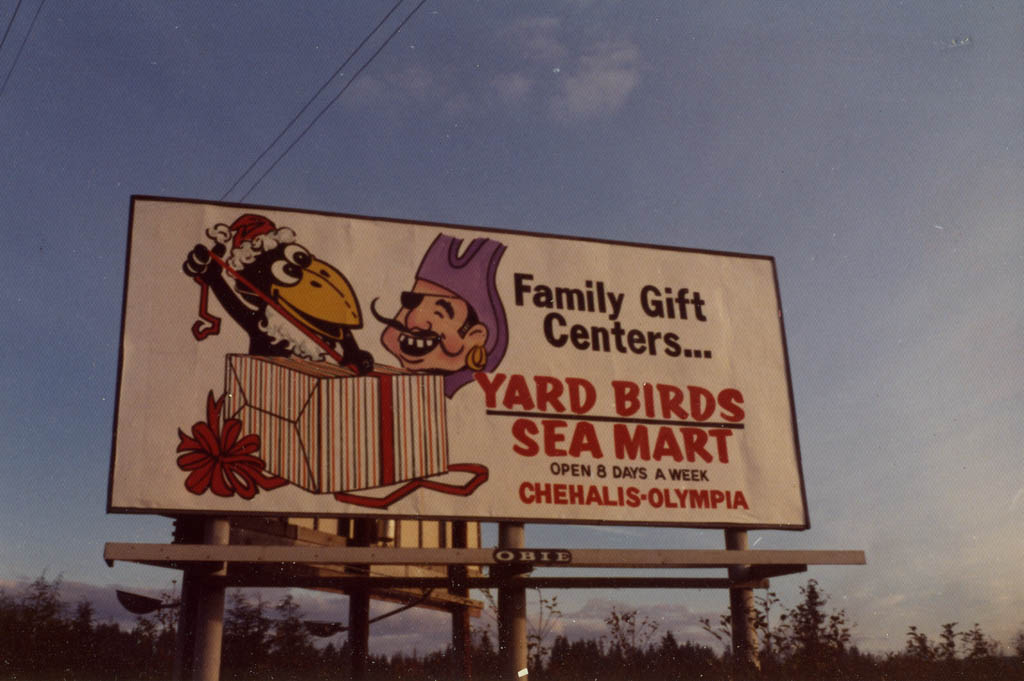 Family Gift
Centers...
YARD BIRDS
SEA MART
OPEN 8 DAYS A WEEK
CHEHALIS-OLYMPIA
OBIE